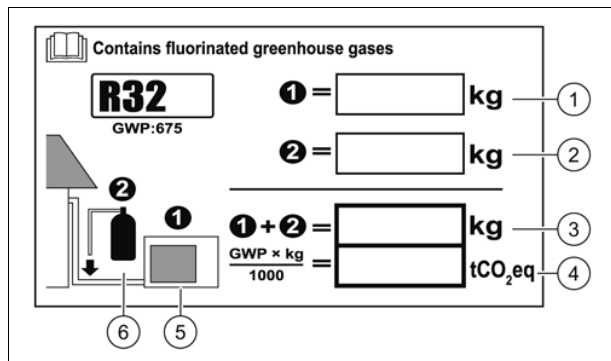 Contains fluorinated greenhouse gases
R32
GWP:675
❶= kg ①
❷= kg ②
❶+❷= kg ③
GWP × kg
1000
= tCO₂eq ④
❷
❶
⑥ ⑤